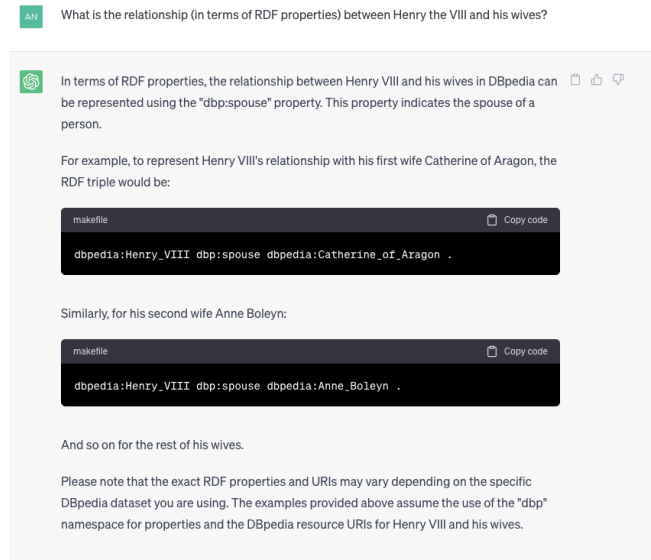 AN
What is the relationship (in terms of RDF properties) between Henry the VIII and his wives?
In terms of RDF properties, the relationship between Henry VIII and his wives in DBpedia can
be represented using the "dbp:spouse" property. This property indicates the spouse of a
person.
For example, to represent Henry VIII's relationship with his first wife Catherine of Aragon, the
RDF triple would be:
makefile
Copy code
dbpedia:Henry_VIII dbp:spouse dbpedia:Catherine_of_Aragon .
Similarly, for his second wife Anne Boleyn:
makefile
Copy code
dbpedia:Henry_VIII dbp:spouse dbpedia:Anne_Boleyn .
And so on for the rest of his wives.
Please note that the exact RDF properties and URIs may vary depending on the specific
DBpedia dataset you are using. The examples provided above assume the use of the "dbp"
namespace for properties and the DBpedia resource URIs for Henry VIII and his wives.